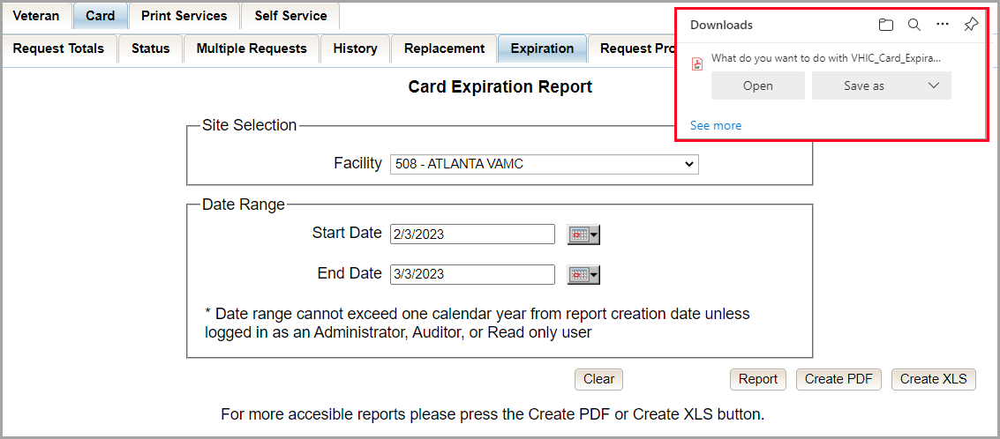 Veteran Card Print Services Self Service
Request Totals Status Multiple Requests History Replacement Expiration Request Pro
Downloads
What do you want to do with VHIC_Card_Expira...
Open Save as
See more
Card Expiration Report
Site Selection
Facility 508 - ATLANTA VAMC
Date Range
Start Date 2/3/2023
End Date 3/3/2023
* Date range cannot exceed one calendar year from report creation date unless
logged in as an Administrator, Auditor, or Read only user
Clear Report Create PDF Create XLS
For more accesible reports please press the Create PDF or Create XLS button.